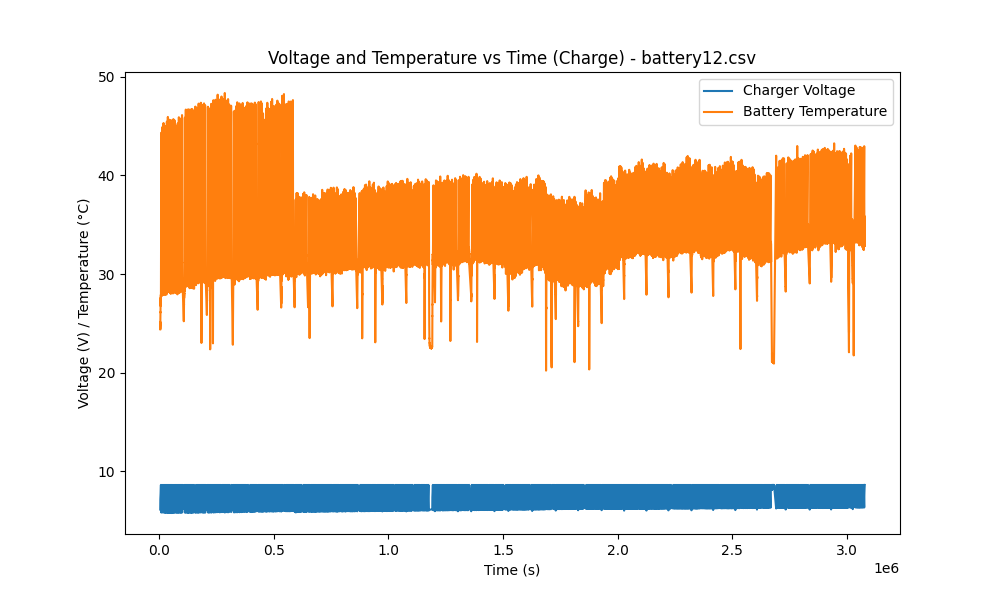 Voltage and Temperature vs Time (Charge) - battery12.csv
Charger Voltage
Battery Temperature
Voltage (V) / Temperature (°C)
50
40
30
20
10
0.0 0.5 1.0 1.5 2.0 2.5 3.0
1e6
Time (s)